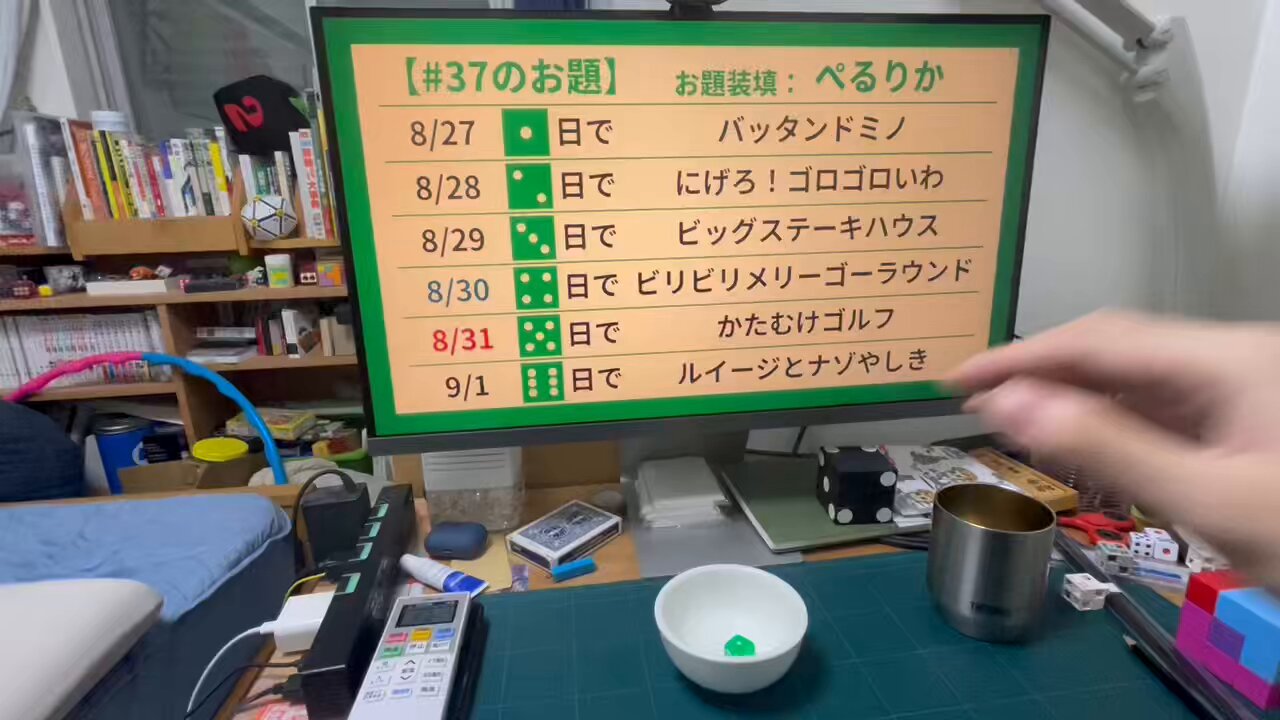 【#37のお題】 お題装填： ぺるりか
8/27 日で バッタンドミノ
8/28 日で にげろ！ゴロゴロいわ
8/29 日で ビッグステーキハウス
8/30 日で ビリビリメリーゴーラウンド
8/31 日で かたむけゴルフ
9/1 日で ルイージとナゾやしき